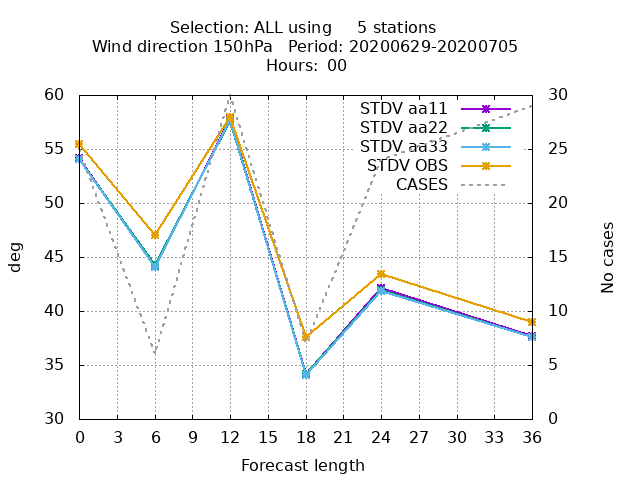 Selection: ALL using     5 stations
Wind direction 150hPa   Period: 20200629-20200705
Hours: 00
60
55
50
45
40
35
30
deg
STDV aa11
STDV aa22
STDV aa33
STDV OBS
CASES
30
25
20
15
10
5
0
No cases
0 3 6 9 12 15 18 21 24 27 30 33 36
Forecast length